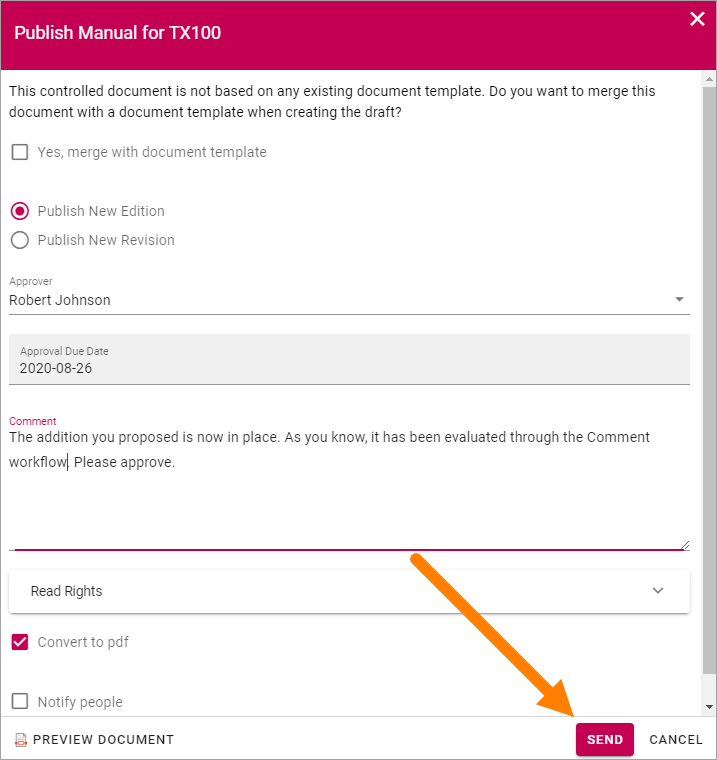 Publish Manual for TX100
This controlled document is not based on any existing document template. Do you want to merge this
document with a document template when creating the draft?
Yes, merge with document template
Publish New Edition
Publish New Revision
Approver
Robert Johnson
Approval Due Date
2020-08-26
Comment
The addition you proposed is now in place. As you know, it has been evaluated through the Comment
workflow. Please approve.
Read Rights
Convert to pdf
Notify people
PREVIEW DOCUMENT
SEND
CANCEL